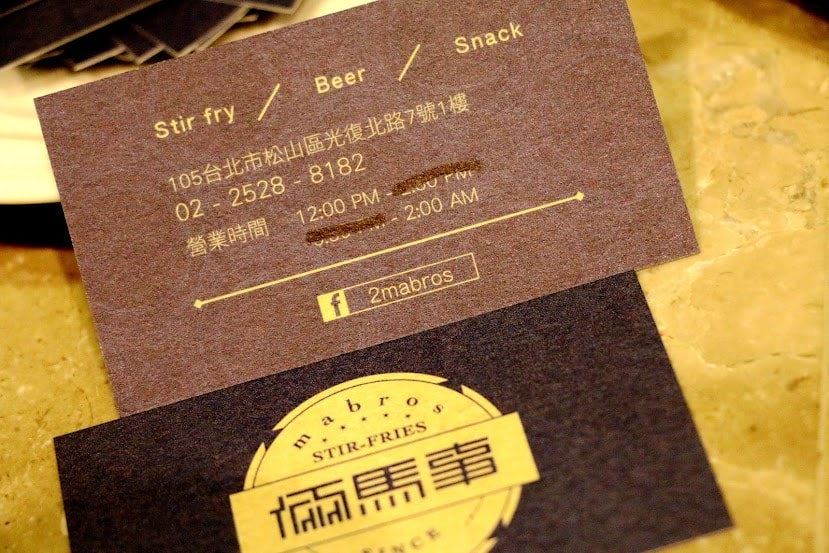 Stir fry / Beer / Snack
105台北市松山區光復北路7號1樓
02 - 2528 - 8182
營業時間 12:00 PM -
- 2:00 AM
f 2mabros
mabros
STIR-FRIES
倆馬事
SINCE